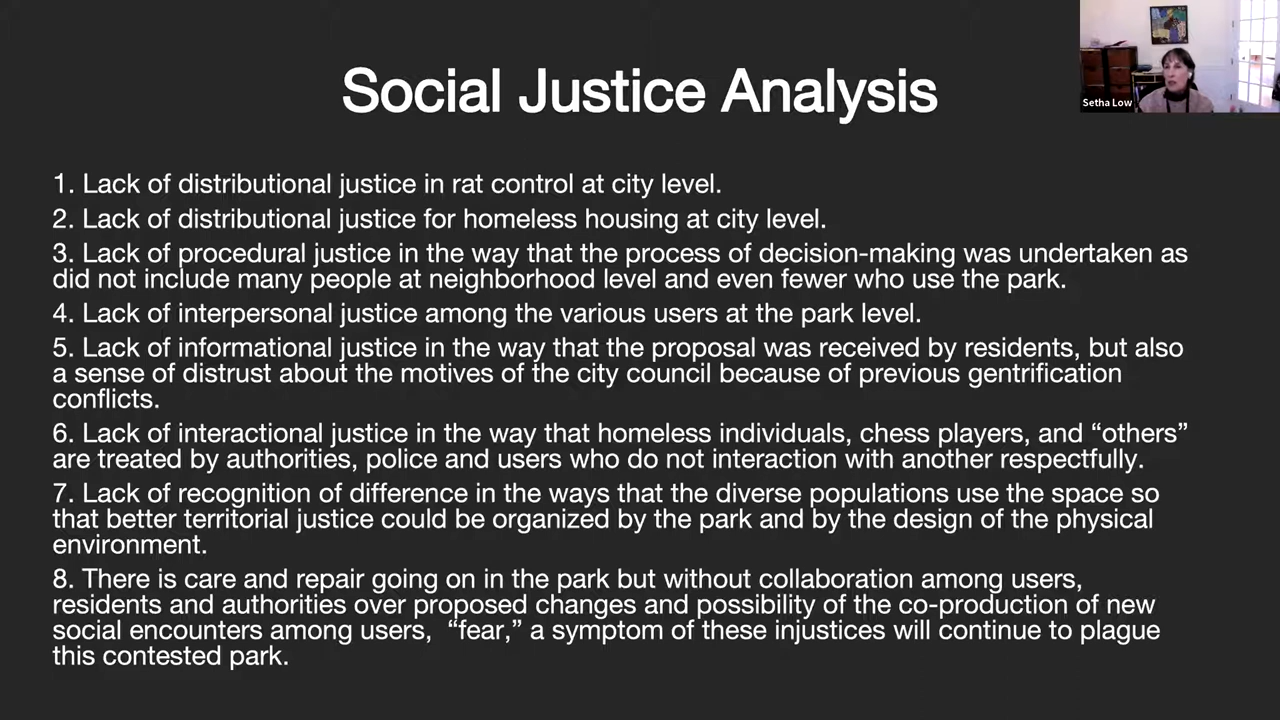 Social Justice Analysis
Setha Low
1. Lack of distributional justice in rat control at city level.
2. Lack of distributional justice for homeless housing at city level.
3. Lack of procedural justice in the way that the process of decision-making was undertaken as
did not include many people at neighborhood level and even fewer who use the park.
4. Lack of interpersonal justice among the various users at the park level.
5. Lack of informational justice in the way that the proposal was received by residents, but also
a sense of distrust about the motives of the city council because of previous gentrification
conflicts.
6. Lack of interactional justice in the way that homeless individuals, chess players, and “others”
are treated by authorities, police and users who do not interaction with another respectfully.
7. Lack of recognition of difference in the ways that the diverse populations use the space so
that better territorial justice could be organized by the park and by the design of the physical
environment.
8. There is care and repair going on in the park but without collaboration among users,
residents and authorities over proposed changes and possibility of the co-production of new
social encounters among users, “fear,” a symptom of these injustices will continue to plague
this contested park.